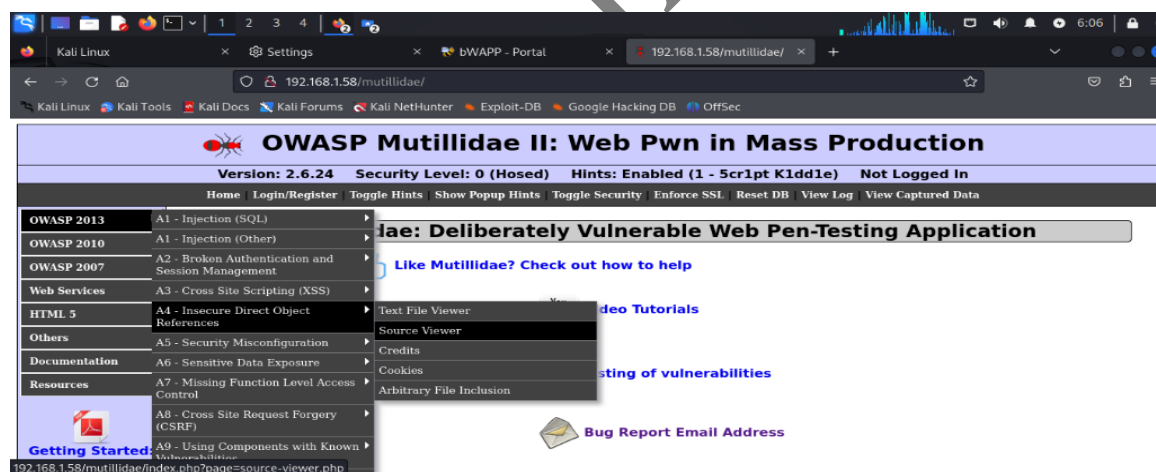 1 2 3 4 6:06
Kali Linux Settings bWAPP - Portal 192.168.1.58/mutillidae/
192.168.1.58/mutillidae/
Kali Linux Kali Tools Kali Docs Kali Forums Kali NetHunter Exploit-DB Google Hacking DB OffSec
OWASP Mutillidae II: Web Pwn in Mass Production
Version: 2.6.24 Security Level: 0 (Hosed) Hints: Enabled (1 - 5cr1pt K1dd1e) Not Logged In
Home Login/Register Toggle Hints Show Popup Hints Toggle Security Enforce SSL Reset DB View Log View Captured Data
OWASP 2013
OWASP 2010
OWASP 2007
Web Services
HTML 5
Others
Documentation
Resources
Getting Started:
A1 - Injection (SQL)
A1 - Injection (Other)
A2 - Broken Authentication and
Session Management
A3 - Cross Site Scripting (XSS)
A4 - Insecure Direct Object
References
A5 - Security Misconfiguration
A6 - Sensitive Data Exposure
A7 - Missing Function Level Access
Control
A8 - Cross Site Request Forgery
(CSRF)
A9 - Using Components with Known
Text File Viewer
Source Viewer
Credits
Cookies
Arbitrary File Inclusion
dae: Deliberately Vulnerable Web Pen-Testing Application
Like Mutillidae? Check out how to help
deo Tutorials
sting of vulnerabilities
Bug Report Email Address
192.168.1.58/mutillidae/index.php?page=source-viewer.php